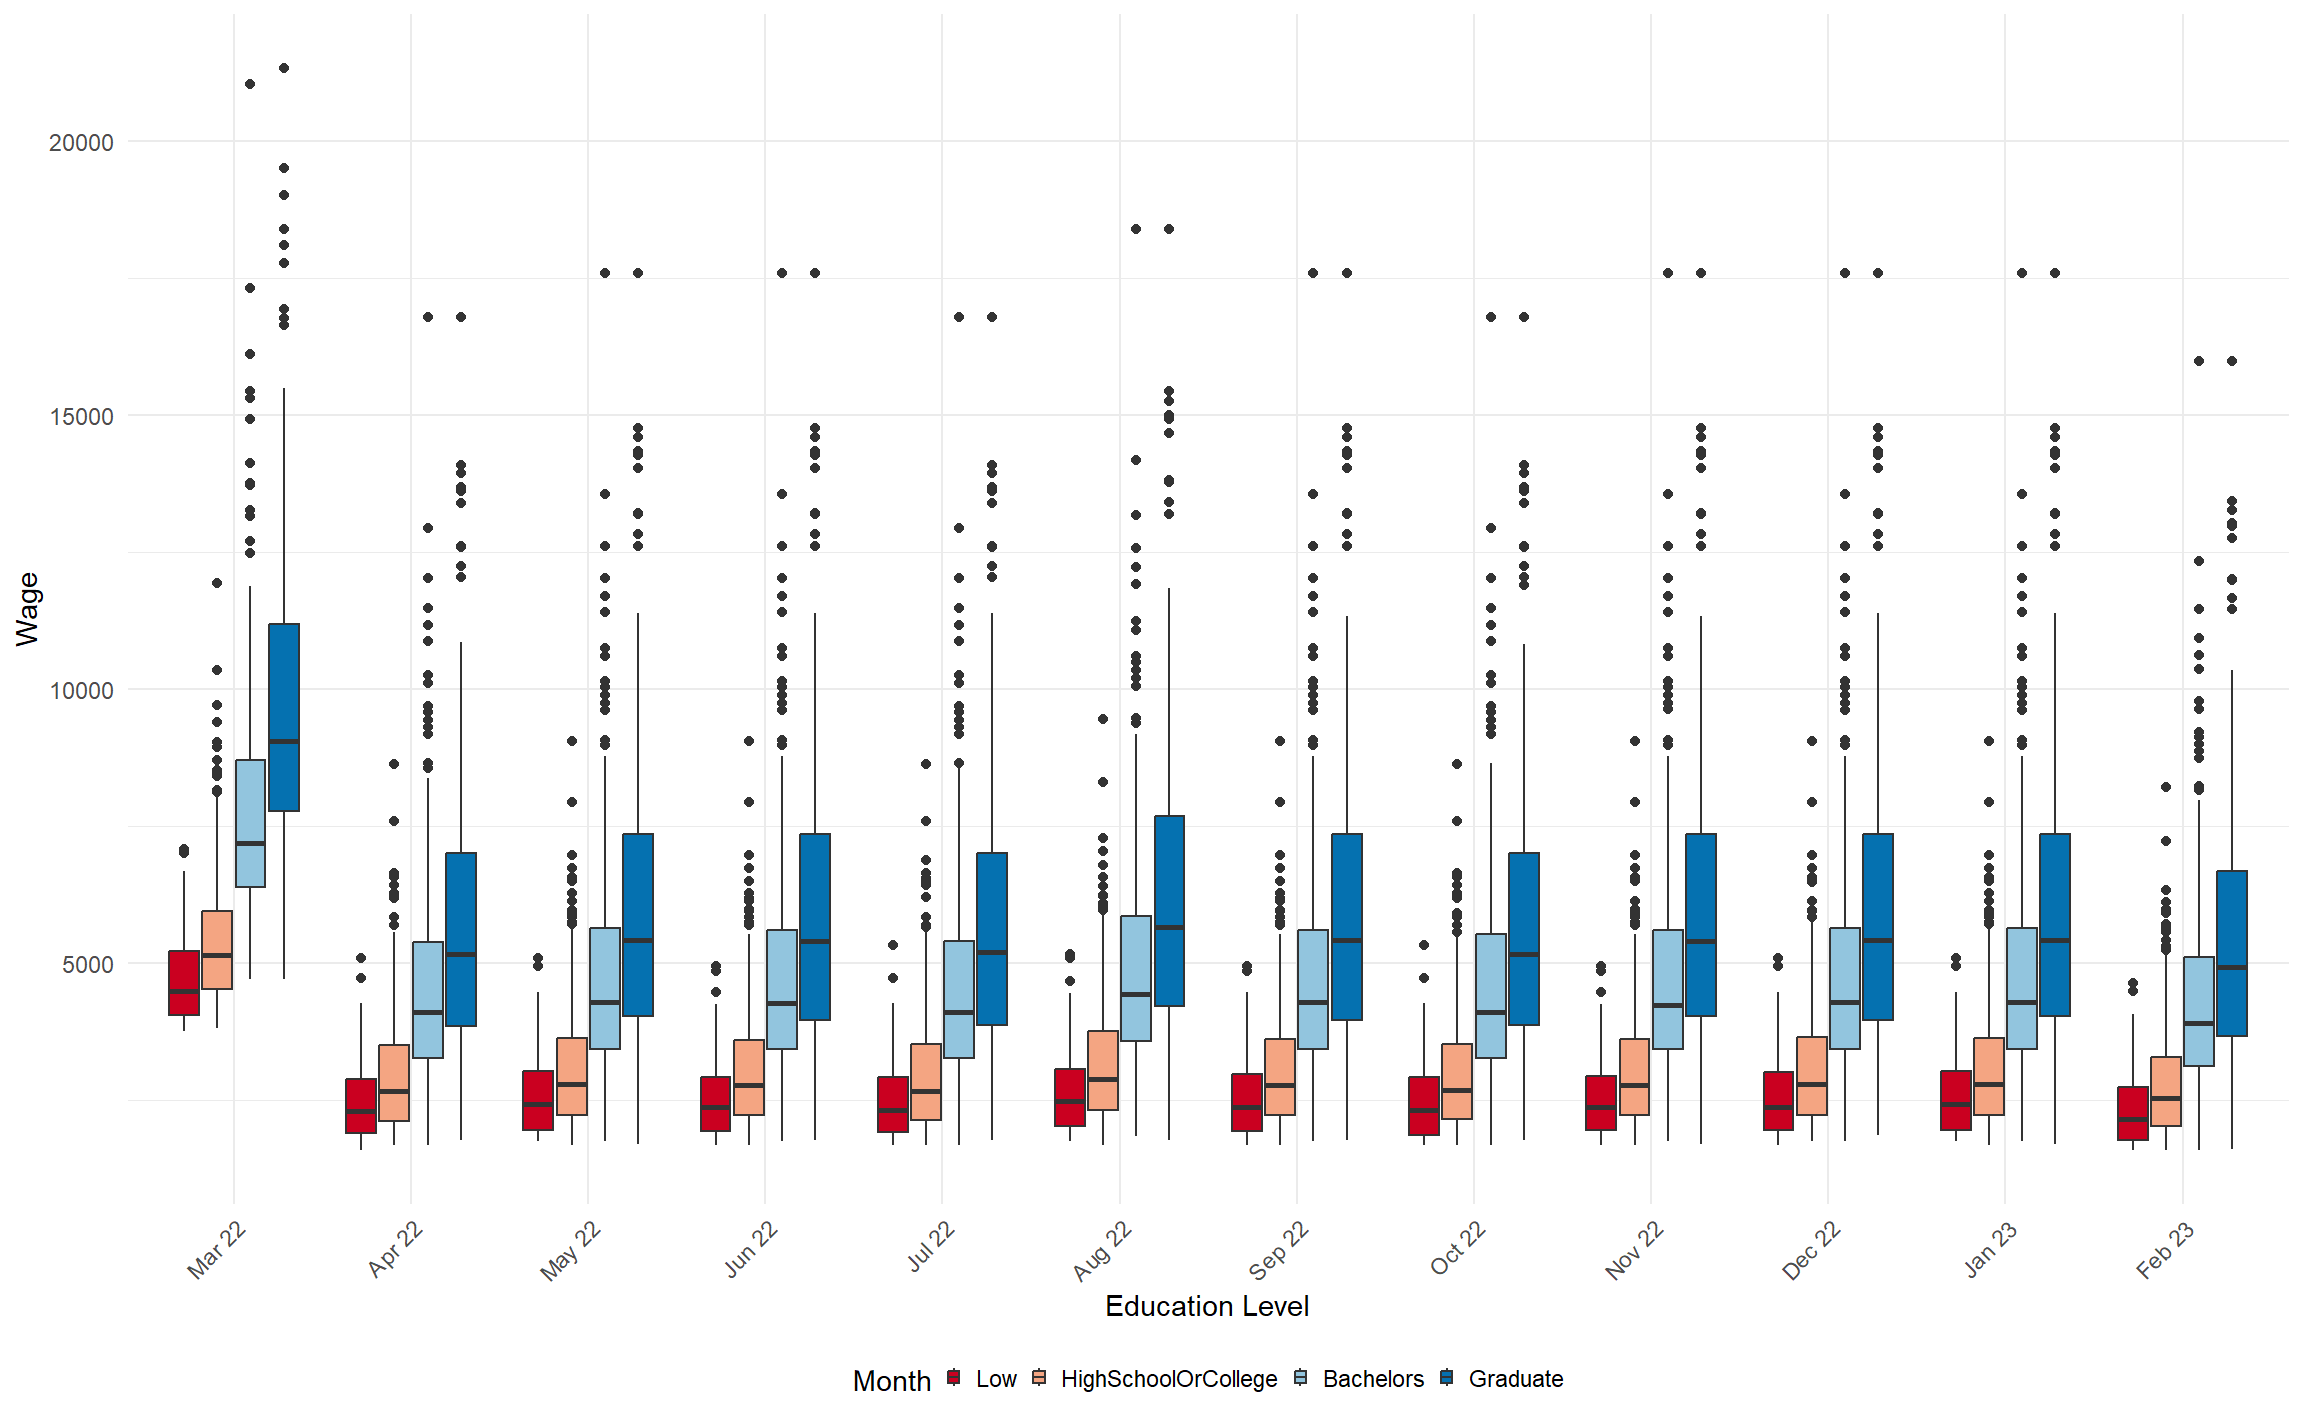 20000
15000
10000
5000
Wage
Mar 22 Apr 22 May 22 Jun 22 Jul 22 Aug 22 Sep 22 Oct 22 Nov 22 Dec 22 Jan 23 Feb 23
Education Level
Month Low HighSchoolOrCollege Bachelors Graduate